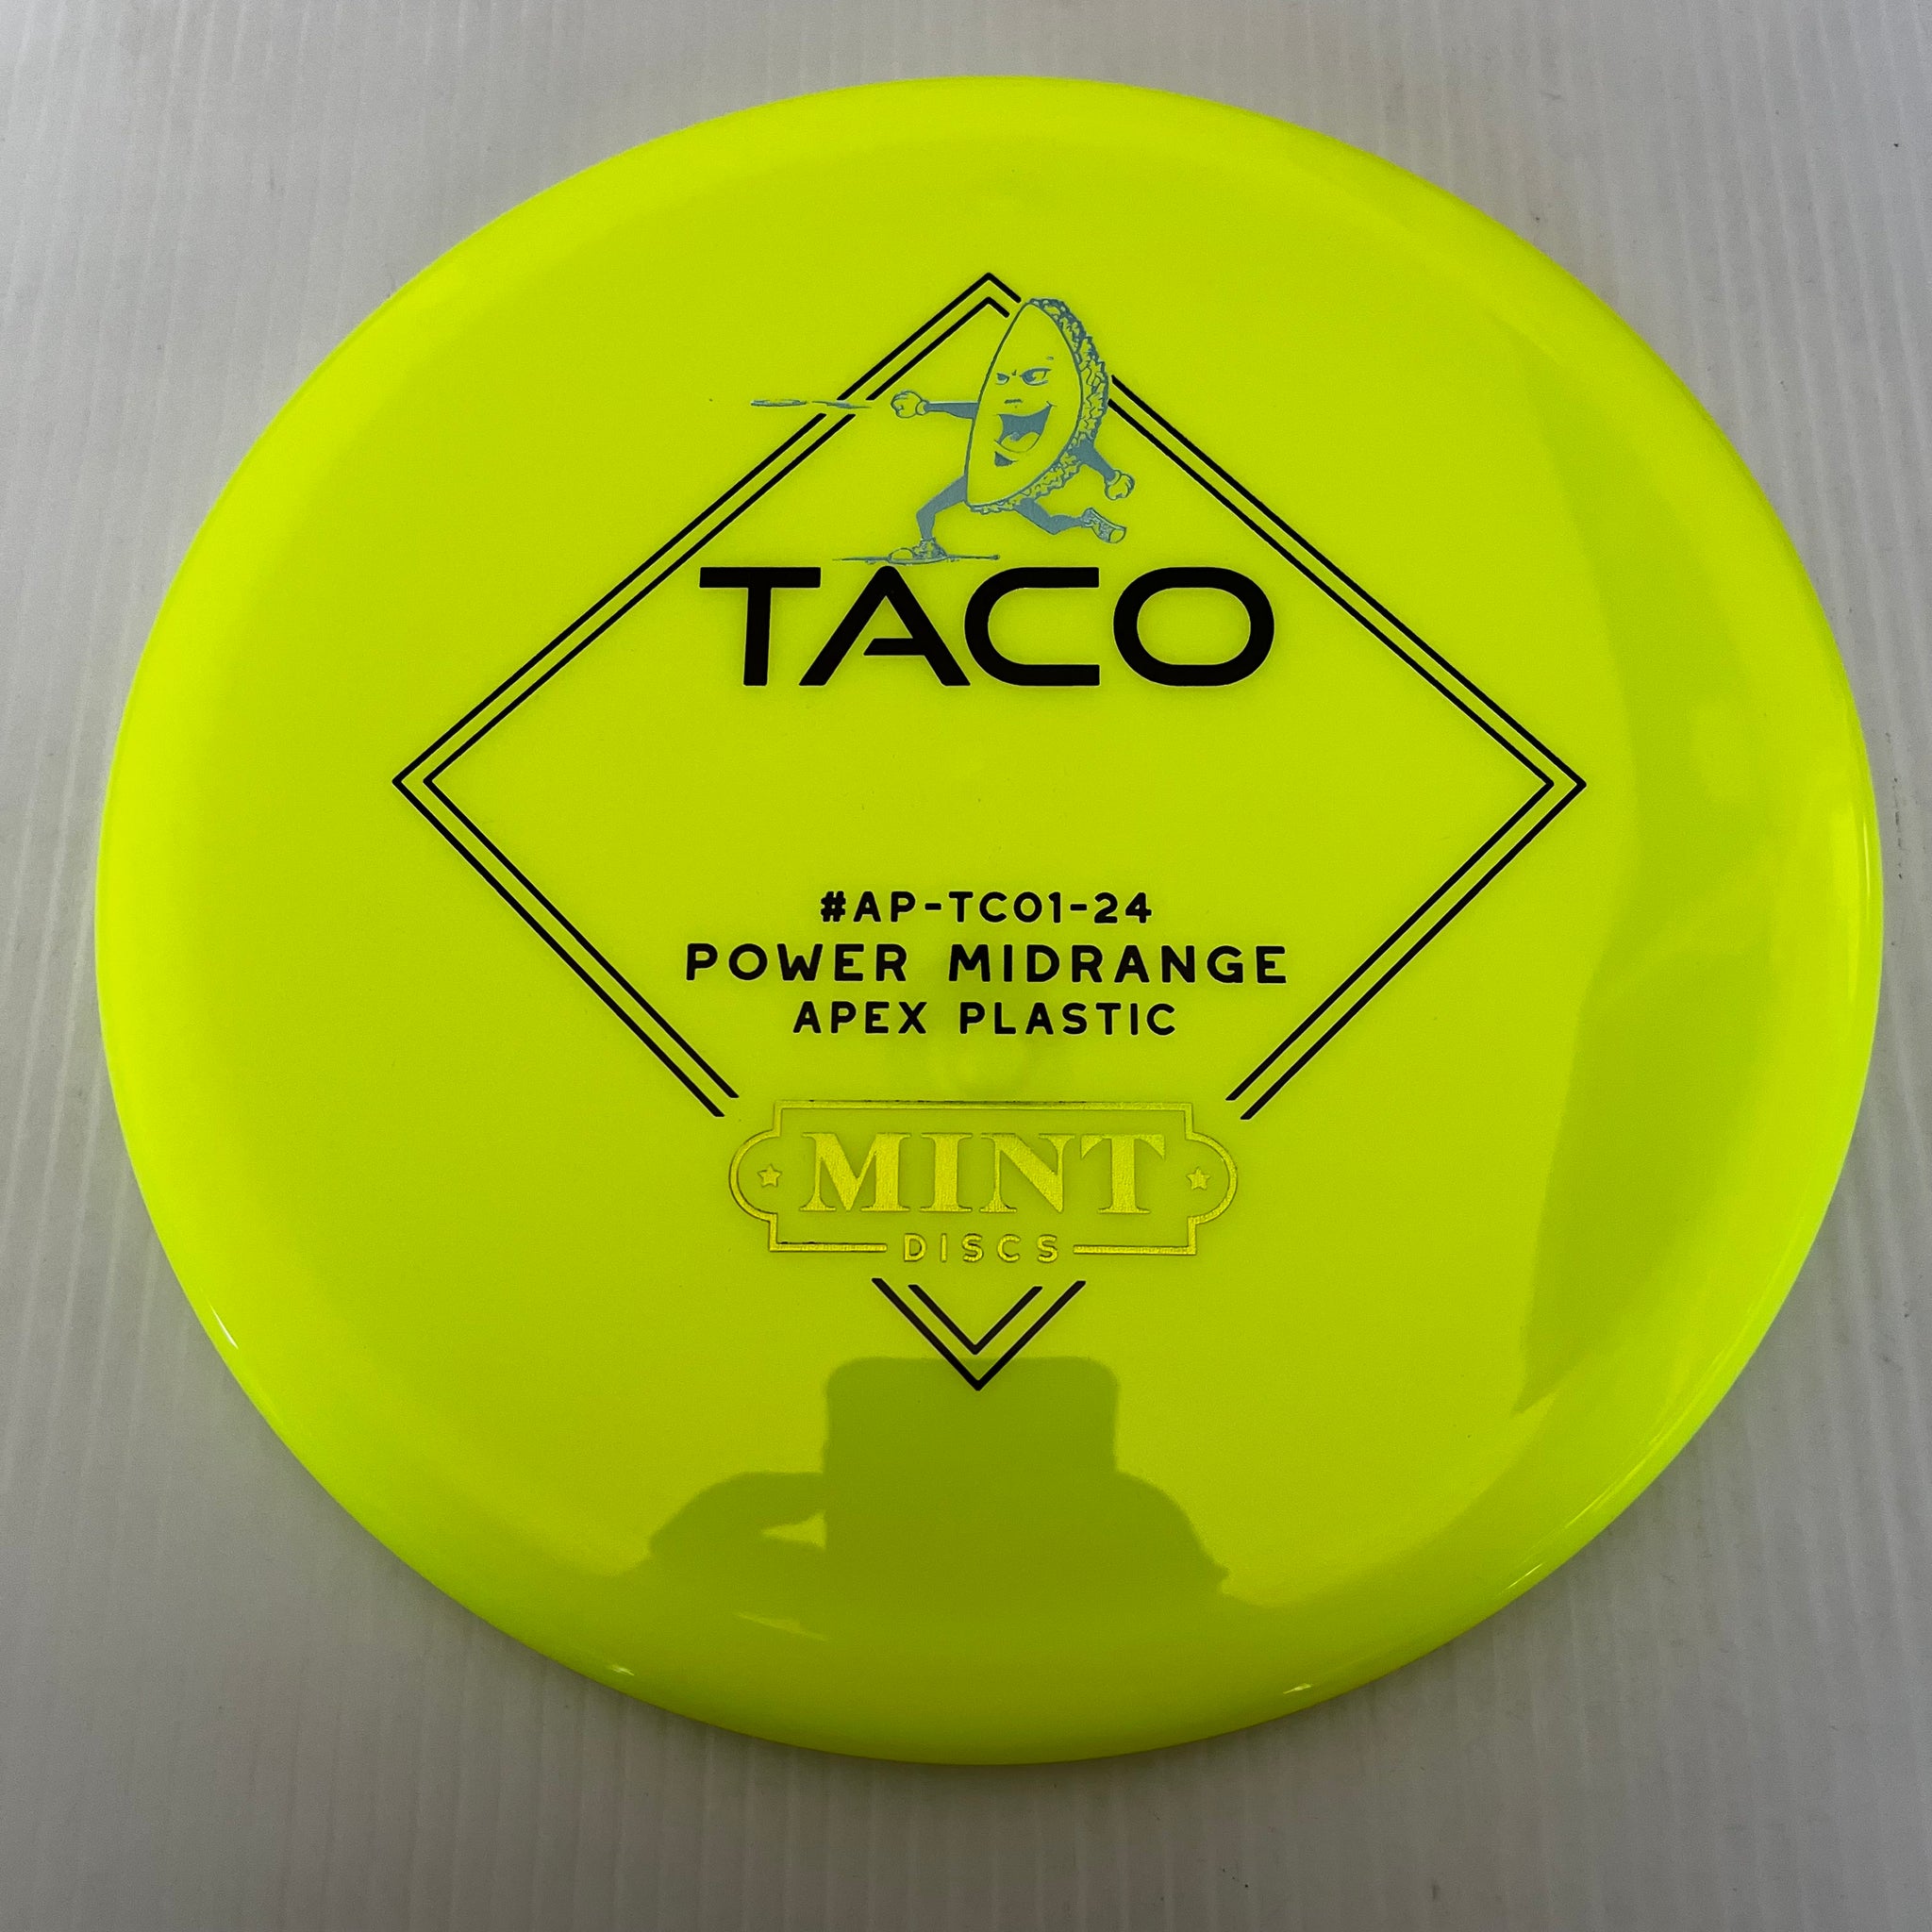 TACO
#AP-TC01-24
POWER MIDRANGE
APEX PLASTIC
MINT
DISCS